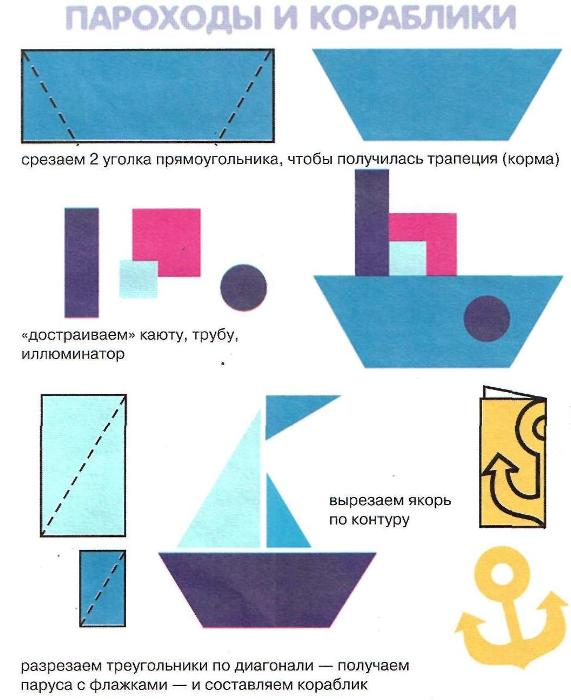 ПАРОХОДЫ И КОРАБЛИКИ
срезаем 2 уголка прямоугольника, чтобы получилась трапеция (корма)
«достраиваем» каюту, трубу,
иллюминатор
вырезаем якорь
по контуру
разрезаем треугольники по диагонали — получаем
паруса с флажками — и составляем кораблик